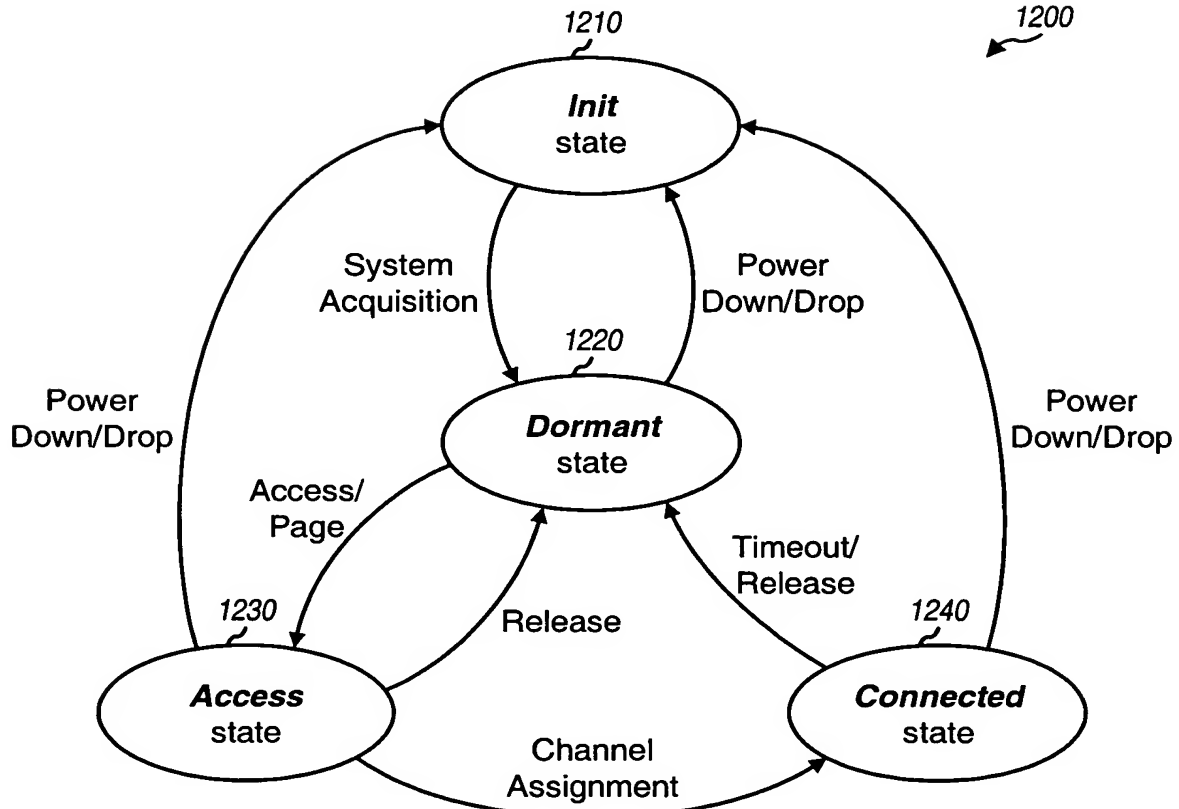 1210
1200
Init
state
System
Acquisition
Power
Down/Drop
1220
Power
Down/Drop
Dormant
state
Power
Down/Drop
Access/
Page
Timeout/
Release
1230
Release
1240
Access
state
Connected
state
Channel
Assignment